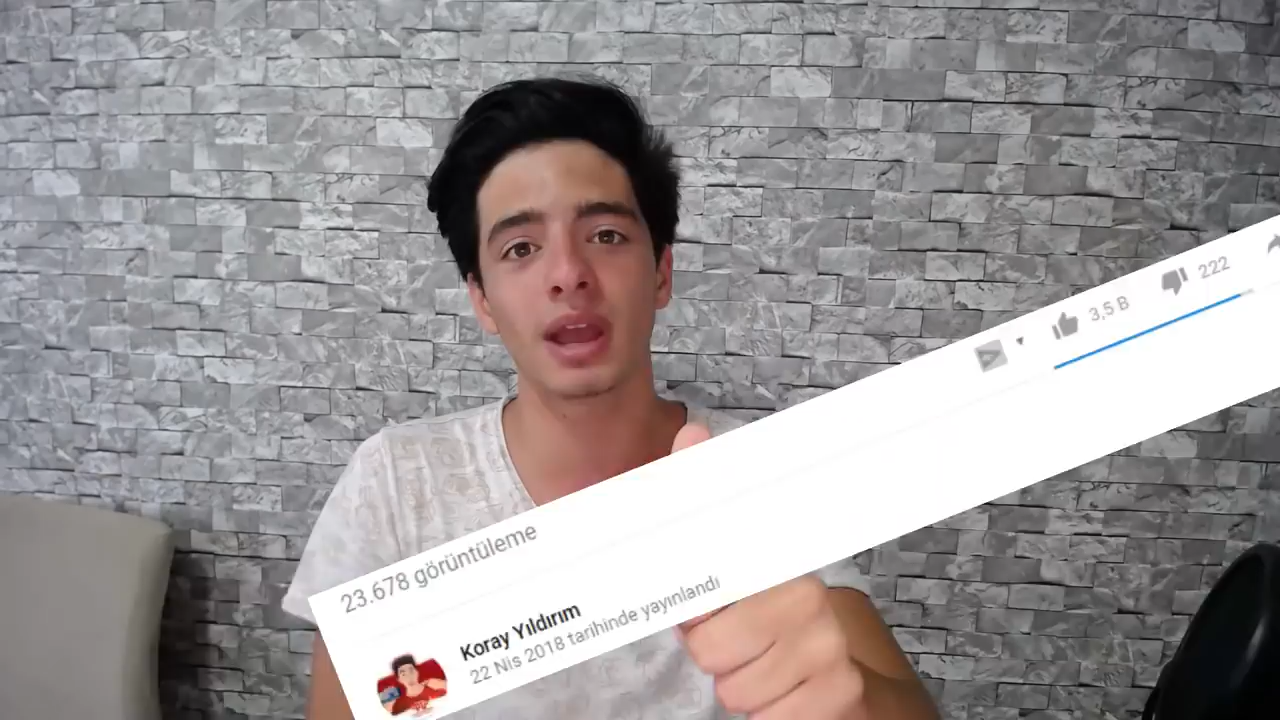 3,5 B 222
23.678 görüntüleme
Koray Yıldırım
22 Nis 2018 tarihinde yayınlandı